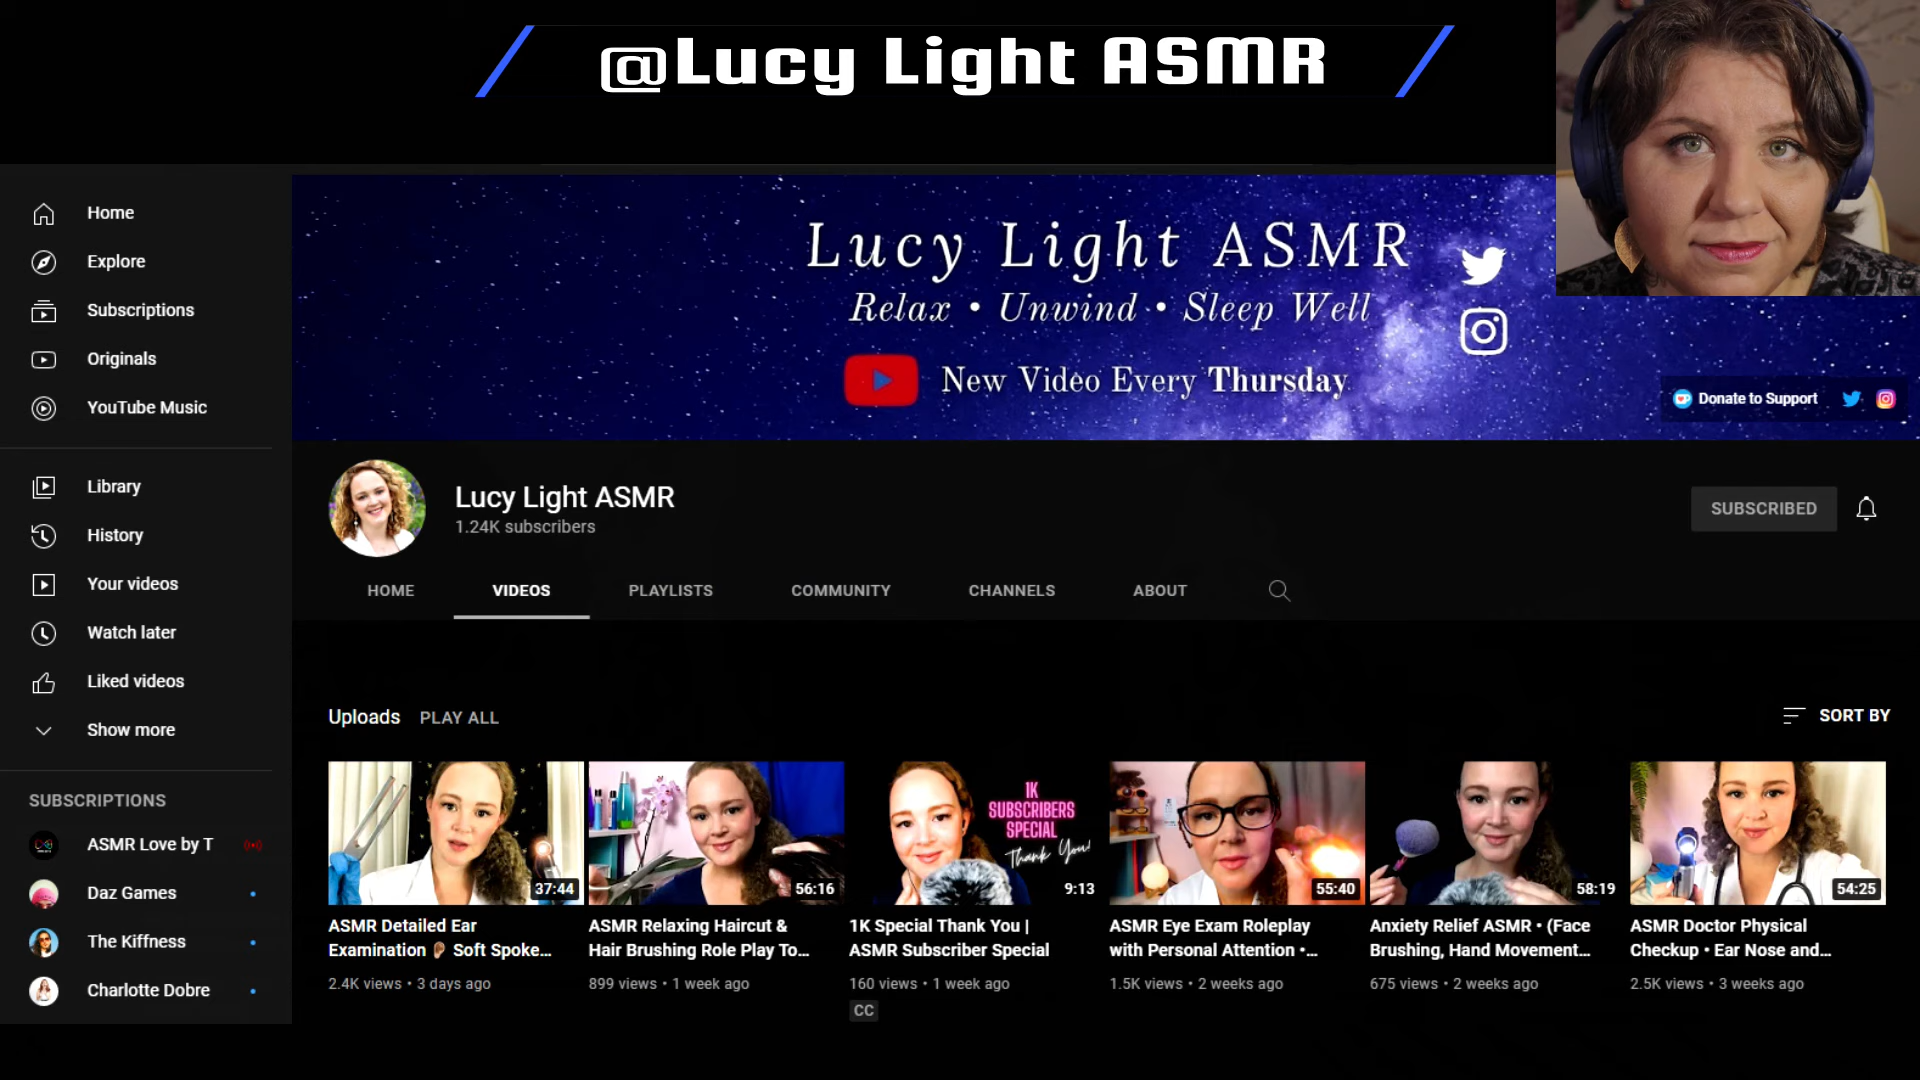 @Lucy Light ASMR
Home
Explore
Subscriptions
Originals
YouTube Music
Library
History
Your videos
Watch later
Liked videos
Show more
SUBSCRIPTIONS
ASMR Love by T
Daz Games
The Kiffness
Charlotte Dobre
Lucy Light ASMR
Relax • Unwind • Sleep Well
New Video Every Thursday
Donate to Support
Lucy Light ASMR
1.24K subscribers
SUBSCRIBED
HOME VIDEOS PLAYLISTS COMMUNITY CHANNELS ABOUT
Uploads PLAY ALL
SORT BY
37:44
ASMR Detailed Ear
Examination 👂🏼 Soft Spoke...
2.4K views • 3 days ago
56:16
ASMR Relaxing Haircut &
Hair Brushing Role Play To...
899 views • 1 week ago
1K
SUBSCRIBERS
SPECIAL
Thank You!
9:13
1K Special Thank You |
ASMR Subscriber Special
160 views • 1 week ago
CC
55:40
ASMR Eye Exam Roleplay
with Personal Attention •...
1.5K views • 2 weeks ago
58:19
Anxiety Relief ASMR • (Face
Brushing, Hand Movement...
675 views • 2 weeks ago
54:25
ASMR Doctor Physical
Checkup • Ear Nose and...
2.5K views • 3 weeks ago